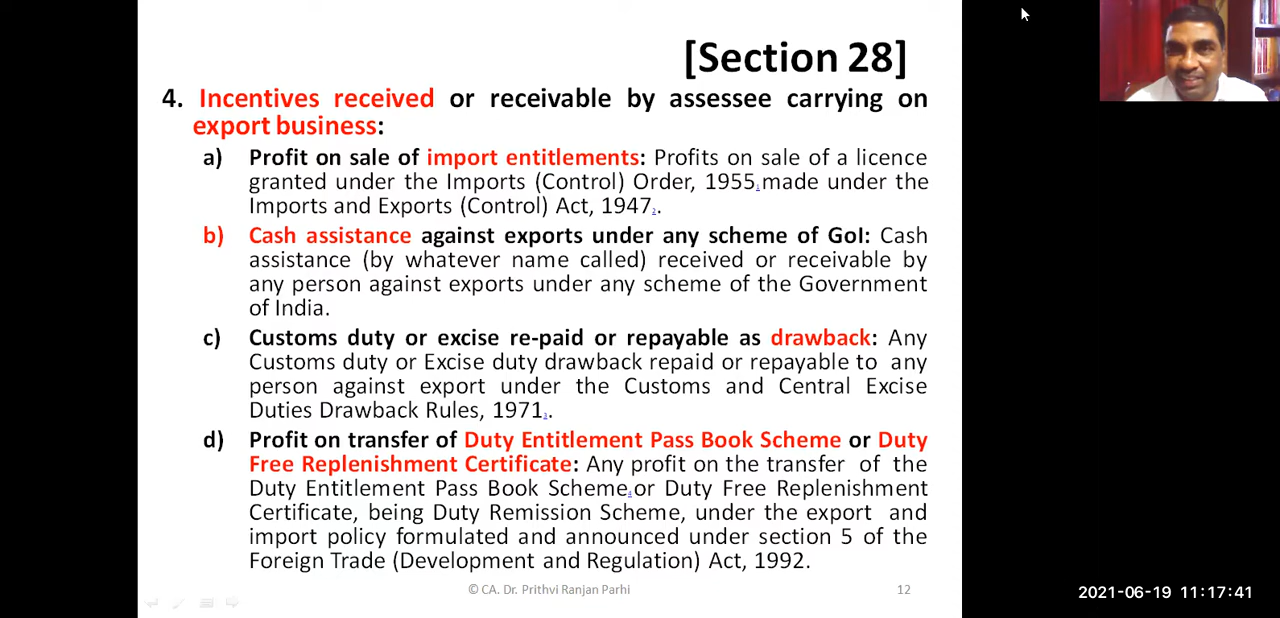 [Section 28]
4. Incentives received or receivable by assessee carrying on
export business:
a) Profit on sale of import entitlements: Profits on sale of a licence
granted under the Imports (Control) Order, 1955,1 made under the
Imports and Exports (Control) Act, 19472.
b) Cash assistance against exports under any scheme of GoI: Cash
assistance (by whatever name called) received or receivable by
any person against exports under any scheme of the Government
of India.
c) Customs duty or excise re-paid or repayable as drawback: Any
Customs duty or Excise duty drawback repaid or repayable to any
person against export under the Customs and Central Excise
Duties Drawback Rules, 19713.
d) Profit on transfer of Duty Entitlement Pass Book Scheme or Duty
Free Replenishment Certificate: Any profit on the transfer of the
Duty Entitlement Pass Book Scheme4 or Duty Free Replenishment
Certificate, being Duty Remission Scheme, under the export and
import policy formulated and announced under section 5 of the
Foreign Trade (Development and Regulation) Act, 1992.
© CA. Dr. Prithvi Ranjan Parhi
12
2021-06-19 11:17:41